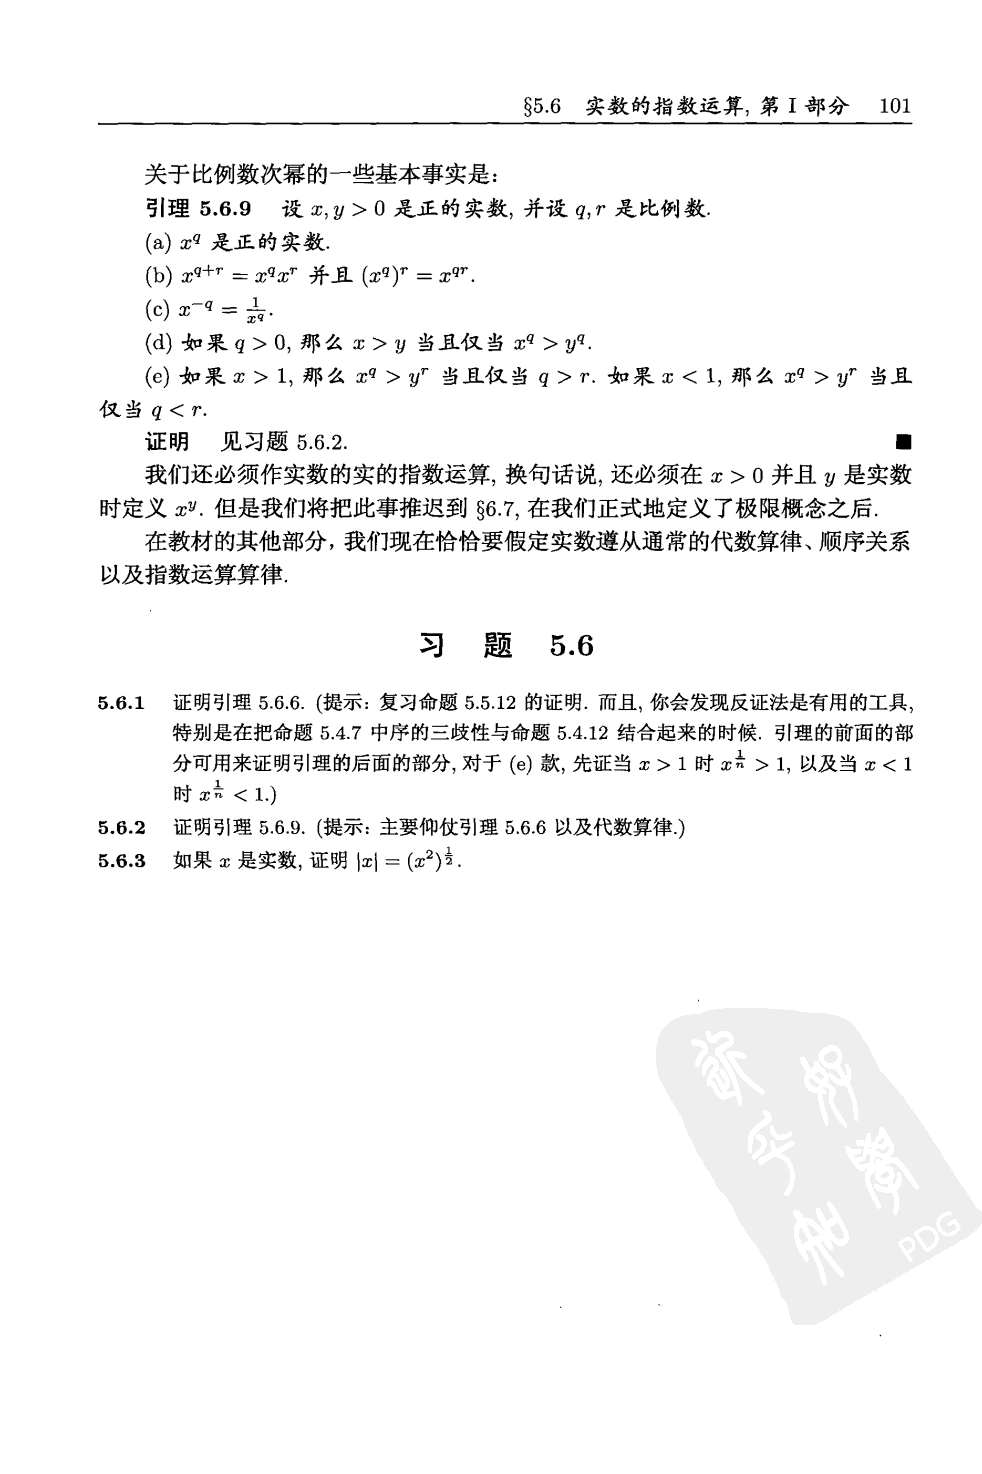 §5.6 实数的指数运算, 第 I 部分 101
关于比例数次幂的一些基本事实是:
引理 5.6.9 设 x, y > 0 是正的实数, 并设 q, r 是比例数.
(a) x^q 是正的实数.
(b) x^{q+r} = x^q x^r 并且 (x^q)^r = x^{qr}.
(c) x^{-q} = \frac{1}{x^q}.
(d) 如果 q > 0, 那么 x > y 当且仅当 x^q > y^q.
(e) 如果 x > 1, 那么 x^q > y^r 当且仅当 q > r. 如果 x < 1, 那么 x^q > y^r 当且
仅当 q < r.
证明 见习题 5.6.2. ■
我们还必须作实数的实的指数运算, 换句话说, 还必须在 x > 0 并且 y 是实数
时定义 x^y. 但是我们将把此事推迟到 §6.7, 在我们正式地定义了极限概念之后.
在教材的其他部分, 我们现在恰恰要假定实数遵从通常的代数算律、顺序关系
以及指数运算算律.
习 题 5.6
5.6.1 证明引理 5.6.6. (提示: 复习命题 5.5.12 的证明. 而且, 你会发现反证法是有用的工具,
特别是在把命题 5.4.7 中序的三歧性与命题 5.4.12 结合起来的时候. 引理的前面的部
分可用来证明引理的后面的部分, 对于 (e) 款, 先证当 x > 1 时 x^{\frac{1}{n}} > 1, 以及当 x < 1
时 x^{\frac{1}{n}} < 1.)
5.6.2 证明引理 5.6.9. (提示: 主要仰仗引理 5.6.6 以及代数算律.)
5.6.3 如果 x 是实数, 证明 |x| = (x^2)^{\frac{1}{2}}.
PDG